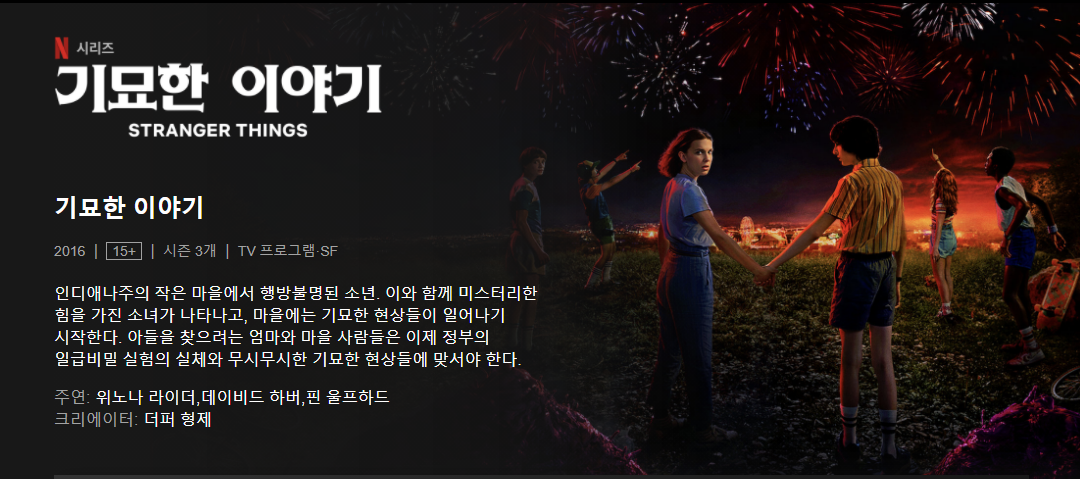 N 시리즈
기묘한 이야기
STRANGER THINGS
기묘한 이야기
2016 | 15+ | 시즌 3개 | TV 프로그램·SF
인디애나주의 작은 마을에서 행방불명된 소년. 이와 함께 미스터리한
힘을 가진 소녀가 나타나고, 마을에는 기묘한 현상들이 일어나기
시작한다. 아들을 찾으려는 엄마와 마을 사람들은 이제 정부의
일급비밀 실험의 실체와 무시무시한 기묘한 현상들에 맞서야 한다.
주연: 위노나 라이더,데이비드 하버,핀 울프하드
크리에이터: 더퍼 형제